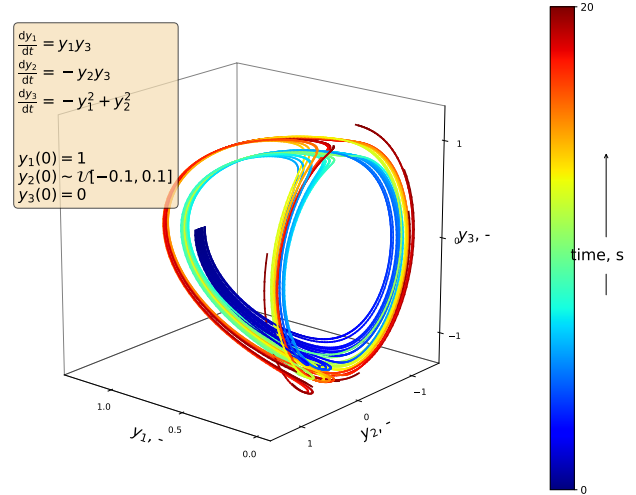 dy₁/dt = y₁y₃
dy₂/dt = −y₂y₃
dy₃/dt = −y₁² + y₂²
y₁(0) = 1
y₂(0) ~ 𝒰[−0.1, 0.1]
y₃(0) = 0
1.0
0.5
0.0
y₁, -
1
0
−1
y₂, -
1
0
−1
y₃, -
20
time, s
0